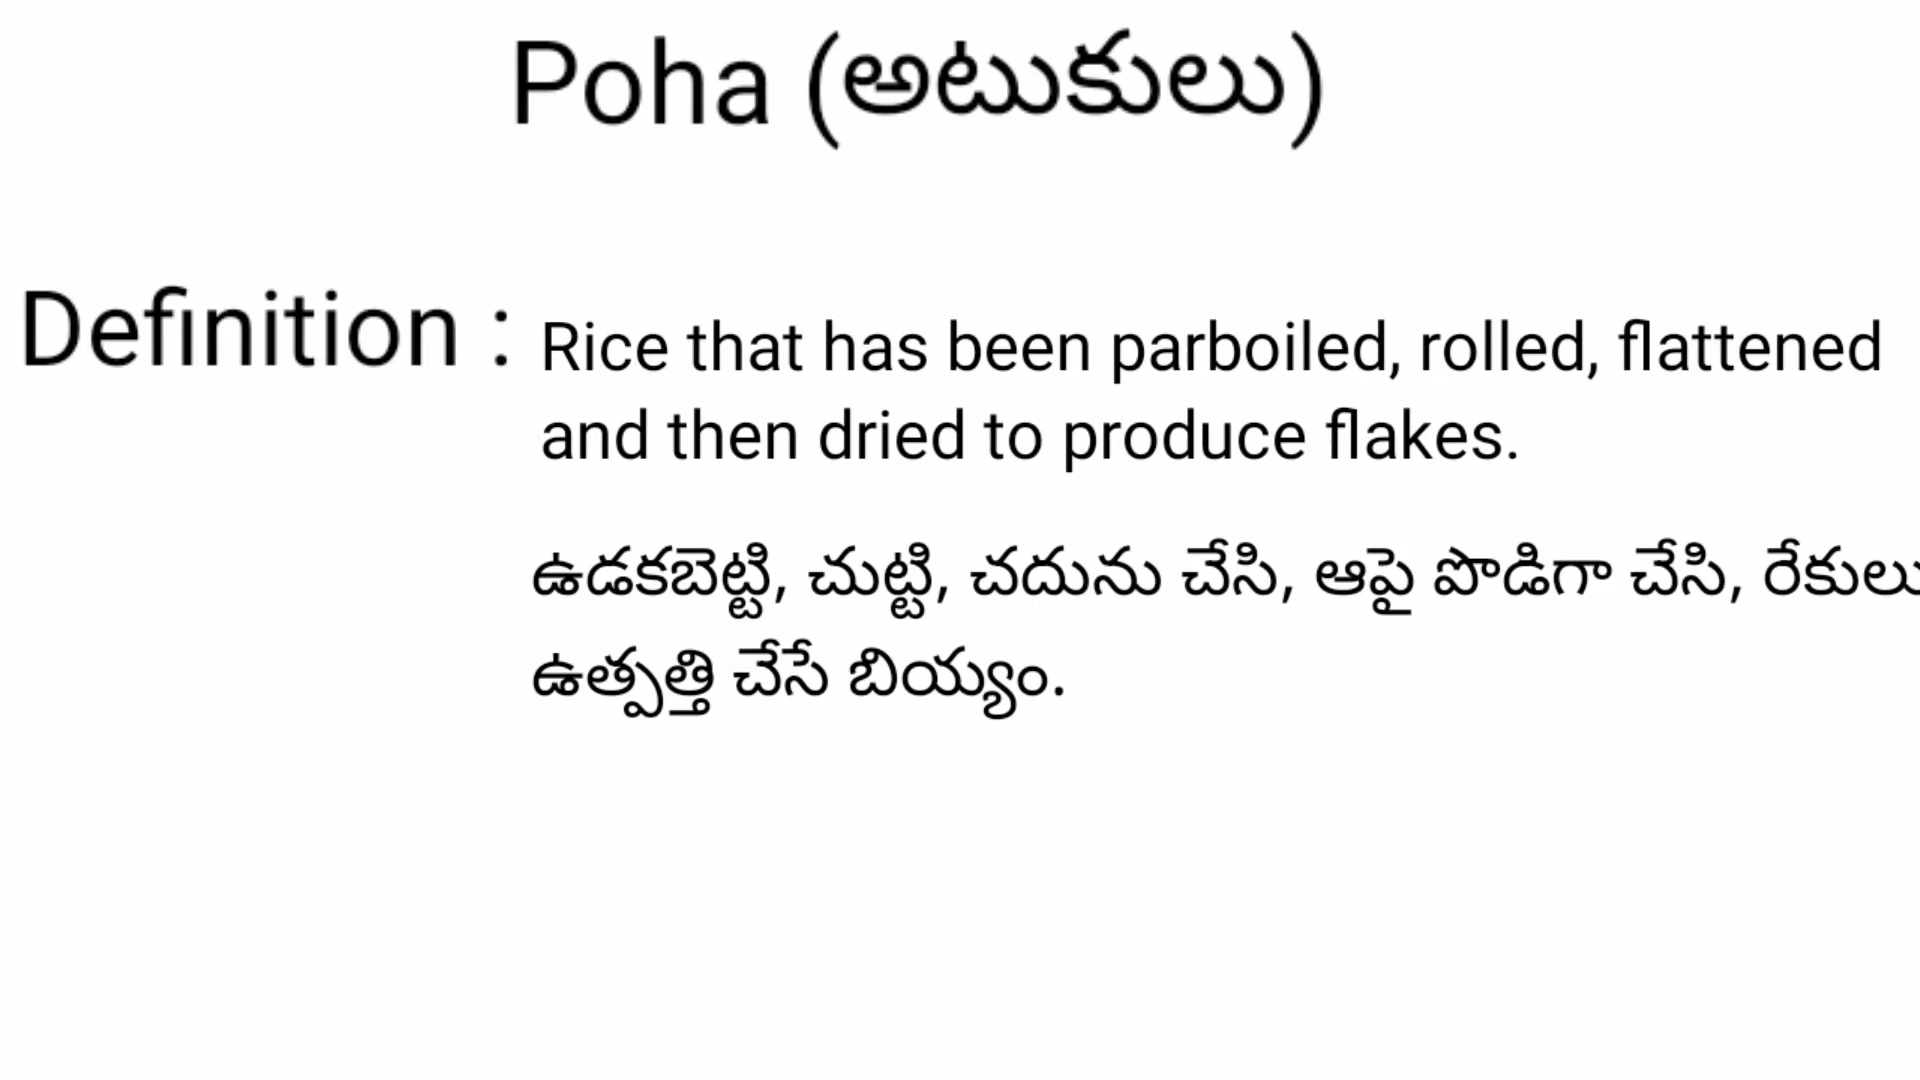 Poha (అటుకులు)
Definition : Rice that has been parboiled, rolled, flattened
and then dried to produce flakes.
ఉడకబెట్టి, చుట్టి, చదును చేసి, ఆపై పొడిగా చేసి, రేకులు
ఉత్పత్తి చేసే బియ్యం.